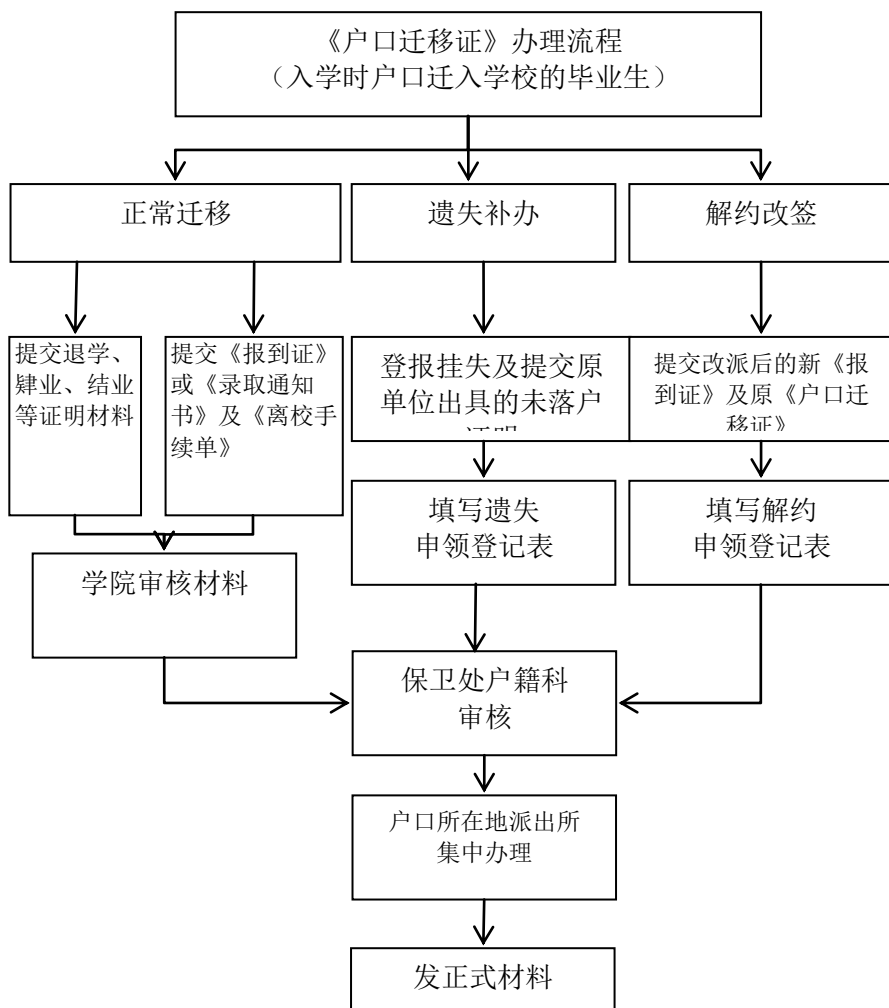 《户口迁移证》办理流程
（入学时户口迁入学校的毕业生）
正常迁移
遗失补办
解约改签
提交退学、
肄业、结业
等证明材料
提交《报到证》
或《录取通知
书》及《离校手
续单》
登报挂失及提交原
单位出具的未落户
证明
提交改派后的新《报
到证》及原《户口迁
移证》
填写遗失
申领登记表
填写解约
申领登记表
学院审核材料
保卫处户籍科
审核
户口所在地派出所
集中办理
发正式材料